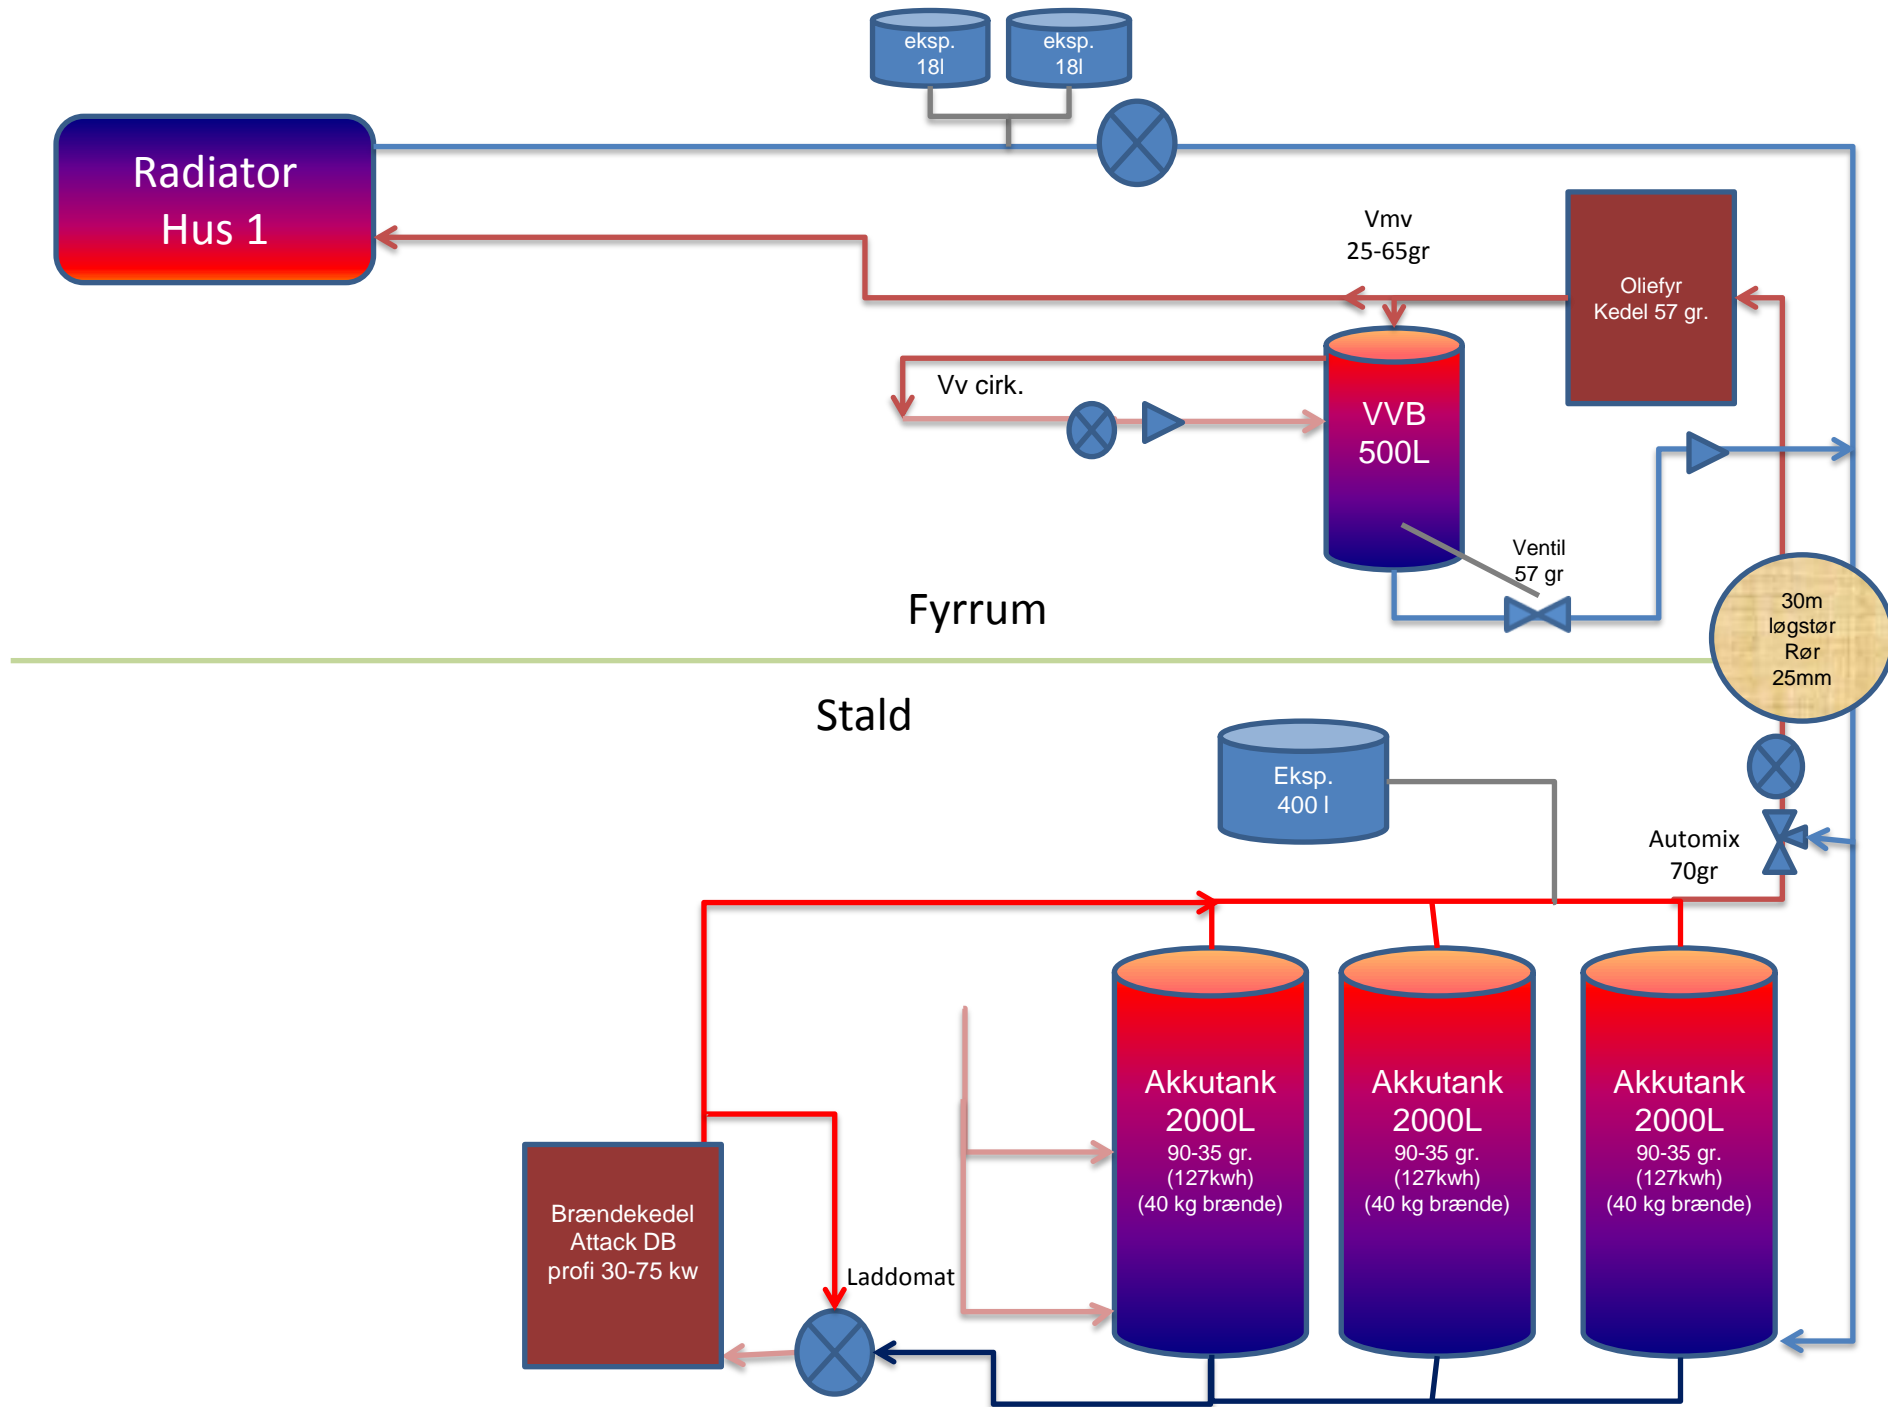 eksp.
18l
eksp.
18l
Radiator
Hus 1
Vmv
25-65gr
Oliefyr
Kedel 57 gr.
Vv cirk.
VVB
500L
Ventil
57 gr
Fyrrum
30m
løgstør
Rør
25mm
Stald
Eksp.
400 l
Automix
70gr
Akkutank
2000L
90-35 gr.
(127kwh)
(40 kg brænde)
Akkutank
2000L
90-35 gr.
(127kwh)
(40 kg brænde)
Akkutank
2000L
90-35 gr.
(127kwh)
(40 kg brænde)
Brændekedel
Attack DB
profi 30-75 kw
Laddomat